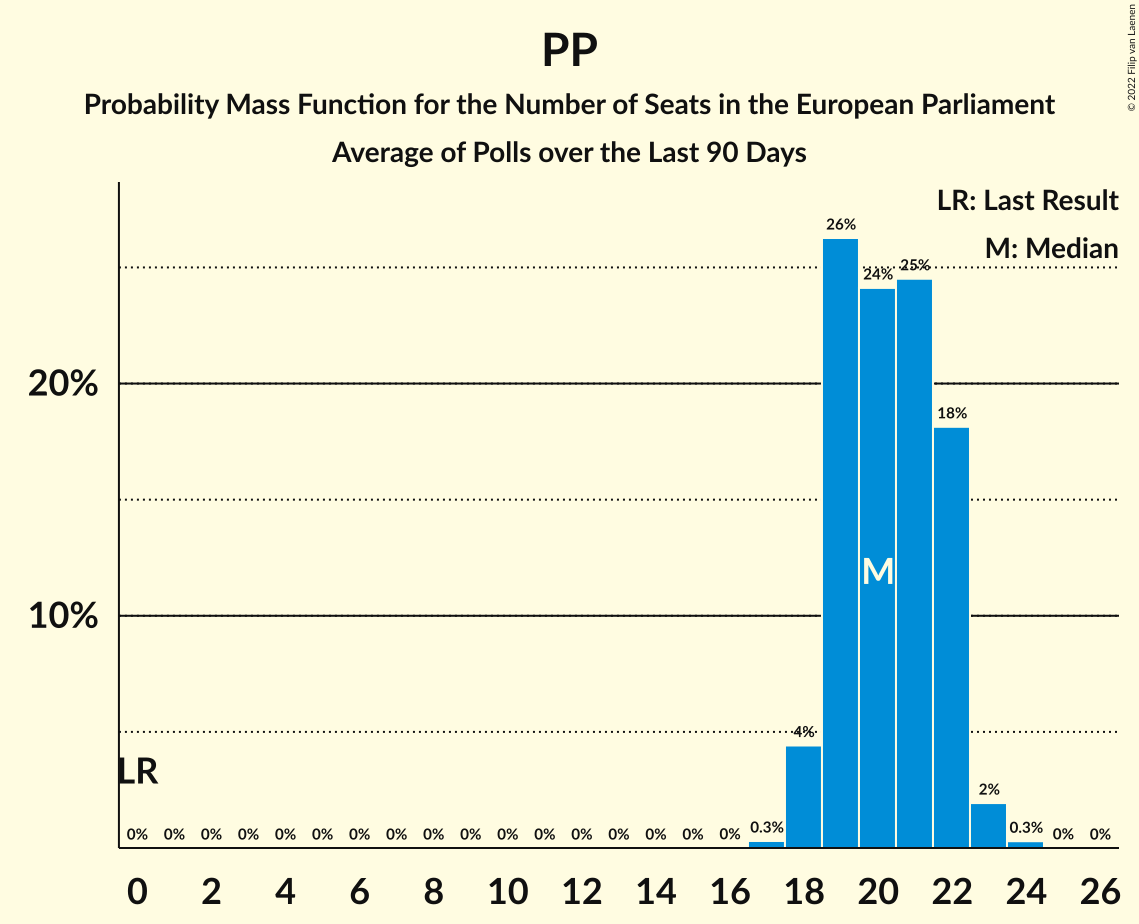 PP
Probability Mass Function for the Number of Seats in the European Parliament
Average of Polls over the Last 90 Days
© 2022 Filip van Laenen
LR: Last Result
M: Median
26%
24%
25%
20%
18%
M
10%
4%
LR
2%
0% 0% 0% 0% 0% 0% 0% 0% 0% 0% 0% 0% 0% 0% 0% 0% 0% 0.3% 0.3% 0% 0%
0 2 4 6 8 10 12 14 16 18 20 22 24 26